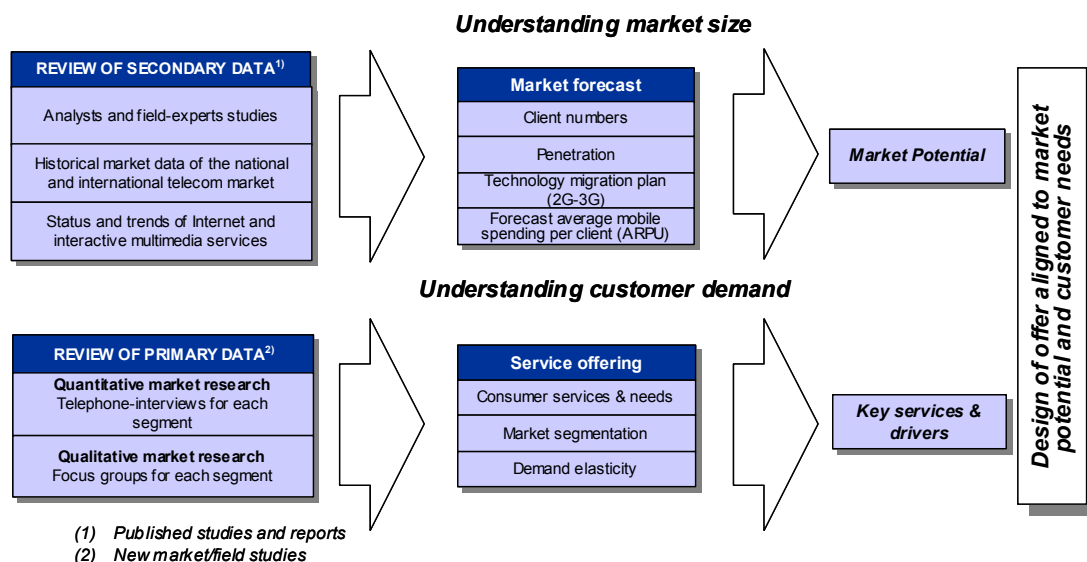 Understanding market size
REVIEW OF SECONDARY DATA1)
Analysts and field-experts studies
Historical market data of the national
and international telecom market
Status and trends of Internet and
interactive multimedia services
Market forecast
Client numbers
Penetration
Technology migration plan
(2G-3G)
Forecast average mobile
spending per client (ARPU)
Market Potential
Understanding customer demand
REVIEW OF PRIMARY DATA2)
Quantitative market research
Telephone-interviews for each
segment
Qualitative market research
Focus groups for each segment
Service offering
Consumer services & needs
Market segmentation
Demand elasticity
Key services &
drivers
Design of offer aligned to market
potential and customer needs
(1) Published studies and reports
(2) New market/field studies